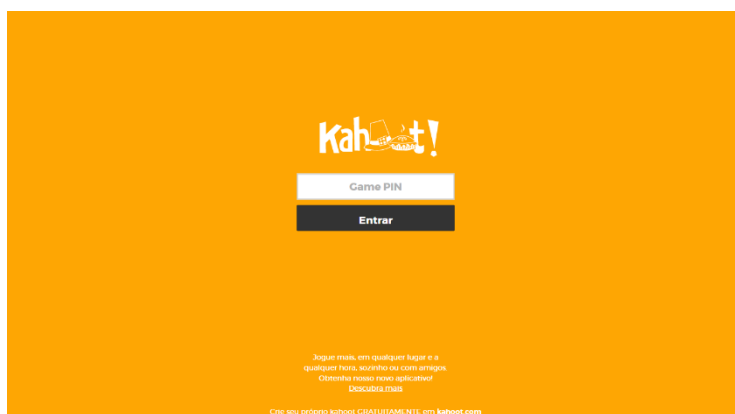 Kahoot!
Game PIN
Entrar
Jogue mais, em qualquer lugar e a
qualquer hora, sozinho ou com amigos.
Obtenha nosso novo aplicativo!
Descubra mais
Crie seu próprio kahoot GRATUITAMENTE em kahoot.com